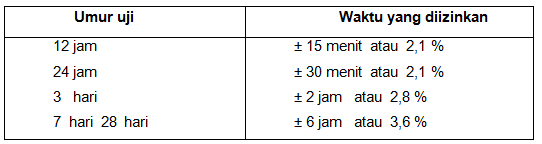 Umur uji Waktu yang diizinkan
12 jam ± 15 menit atau 2,1 %
24 jam ± 30 menit atau 2,1 %
3 hari ± 2 jam atau 2,8 %
7 hari 28 hari ± 6 jam atau 3,6 %